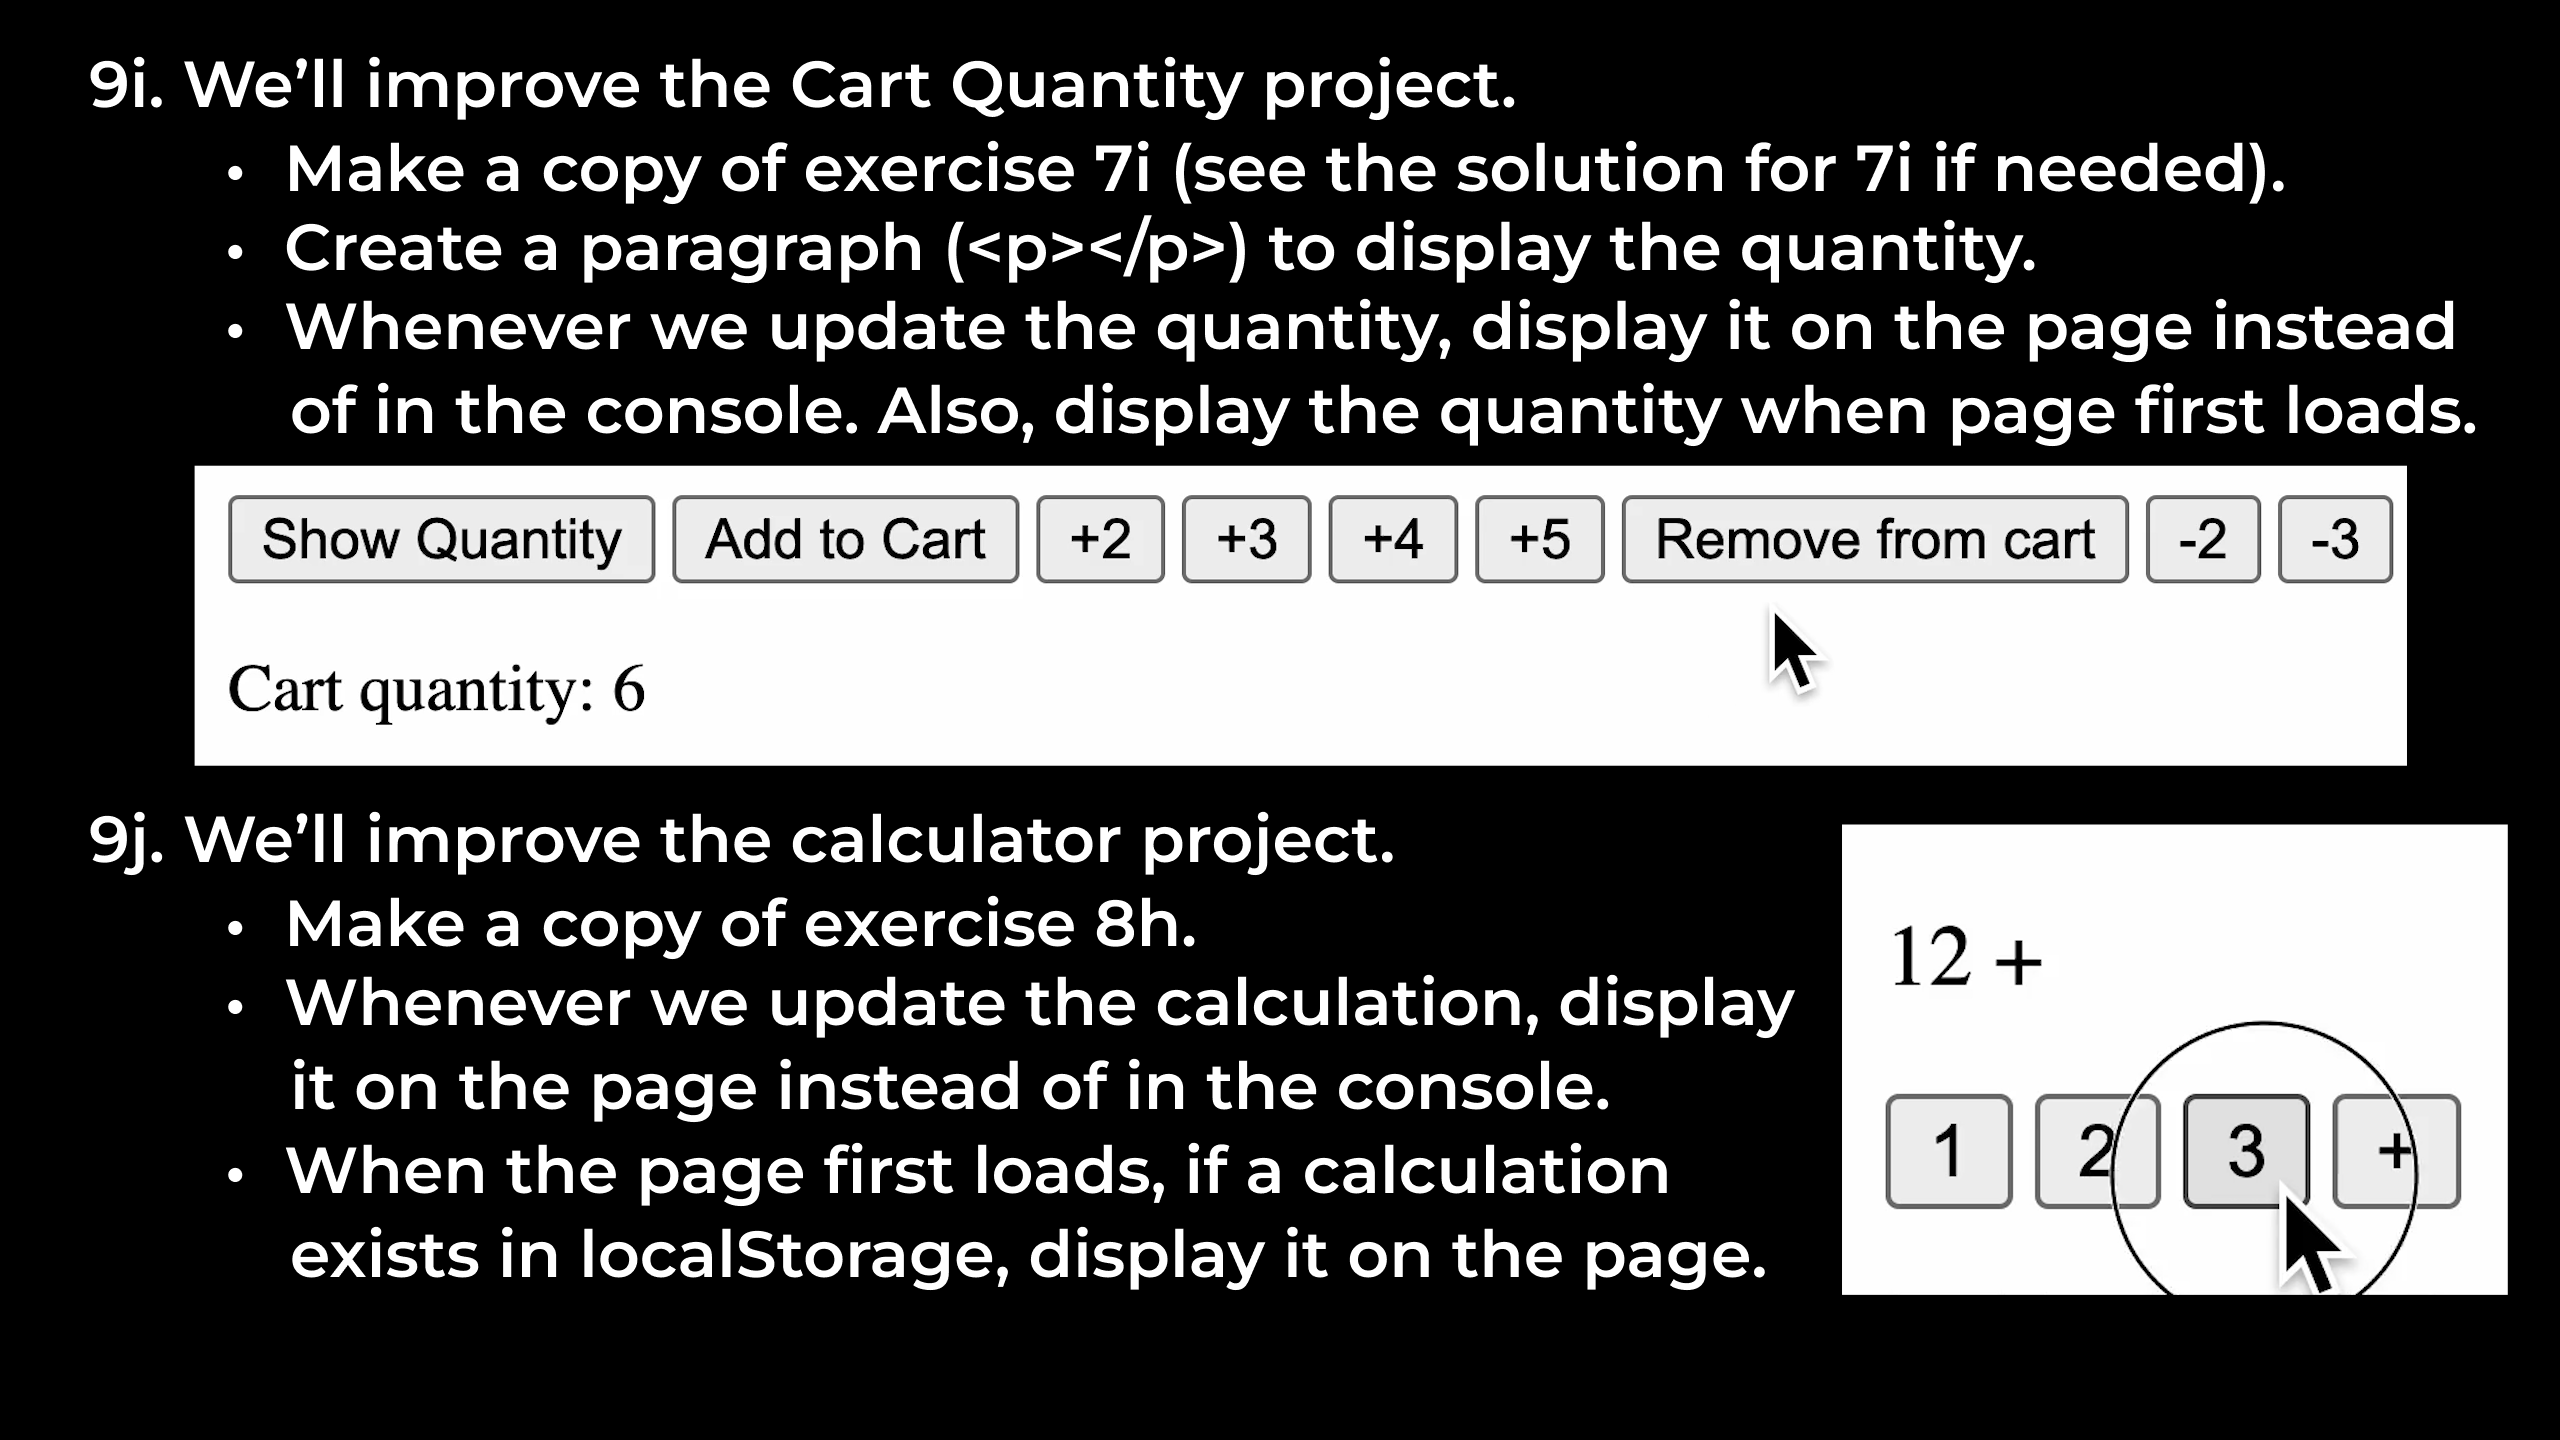 9i. We’ll improve the Cart Quantity project.
• Make a copy of exercise 7i (see the solution for 7i if needed).
• Create a paragraph (<p></p>) to display the quantity.
• Whenever we update the quantity, display it on the page instead
of in the console. Also, display the quantity when page first loads.
Show Quantity Add to Cart +2 +3 +4 +5 Remove from cart -2 -3
Cart quantity: 6
9j. We’ll improve the calculator project.
• Make a copy of exercise 8h.
• Whenever we update the calculation, display
it on the page instead of in the console.
• When the page first loads, if a calculation
exists in localStorage, display it on the page.
12 +
1 2 3 +